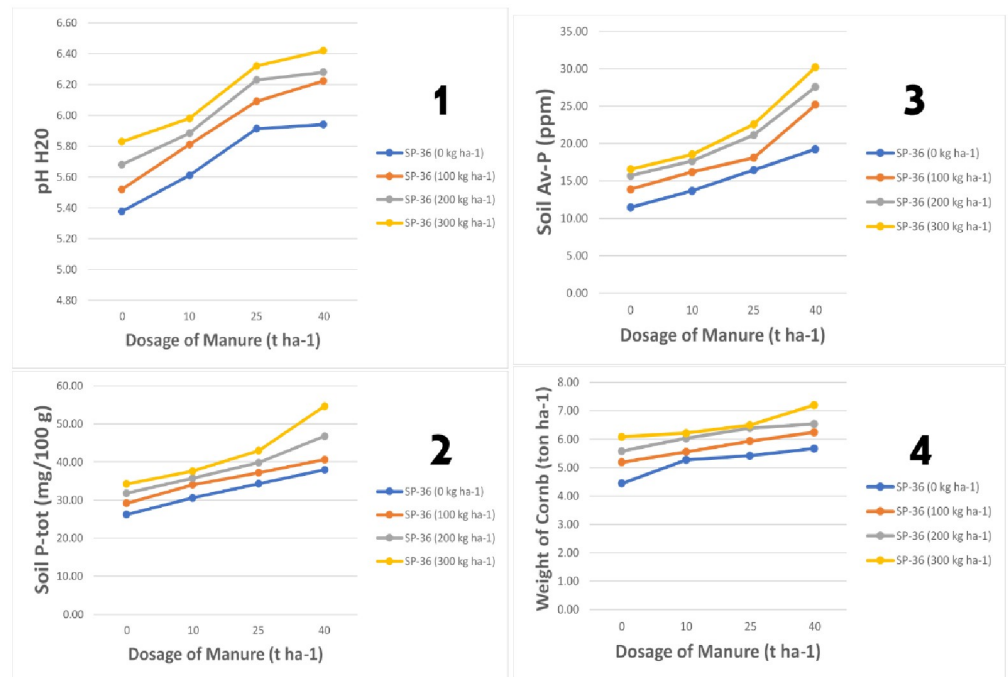 6.60
6.40
6.20
6.00
5.80
5.60
5.40
5.20
5.00
4.80
pH H20
0 10 25 40
Dosage of Manure (t ha-1)
1
SP-36 (0 kg ha-1)
SP-36 (100 kg ha-1)
SP-36 (200 kg ha-1)
SP-36 (300 kg ha-1)
35.00
30.00
25.00
20.00
15.00
10.00
5.00
0.00
Soil Av-P (ppm)
0 10 25 40
Dosage of Manure (t ha-1)
3
SP-36 (0 kg ha-1)
SP-36 (100 kg ha-1)
SP-36 (200 kg ha-1)
SP-36 (300 kg ha-1)
60.00
50.00
40.00
30.00
20.00
10.00
0.00
Soil P-tot (mg/100 g)
0 10 25 40
Dosage of Manure (t ha-1)
2
SP-36 (0 kg ha-1)
SP-36 (100 kg ha-1)
SP-36 (200 kg ha-1)
SP-36 (300 kg ha-1)
8.00
7.00
6.00
5.00
4.00
3.00
2.00
1.00
0.00
Weight of Cornb (ton ha-1)
0 10 25 40
Dosage of Manure (t ha-1)
4
SP-36 (0 kg ha-1)
SP-36 (100 kg ha-1)
SP-36 (200 kg ha-1)
SP-36 (300 kg ha-1)